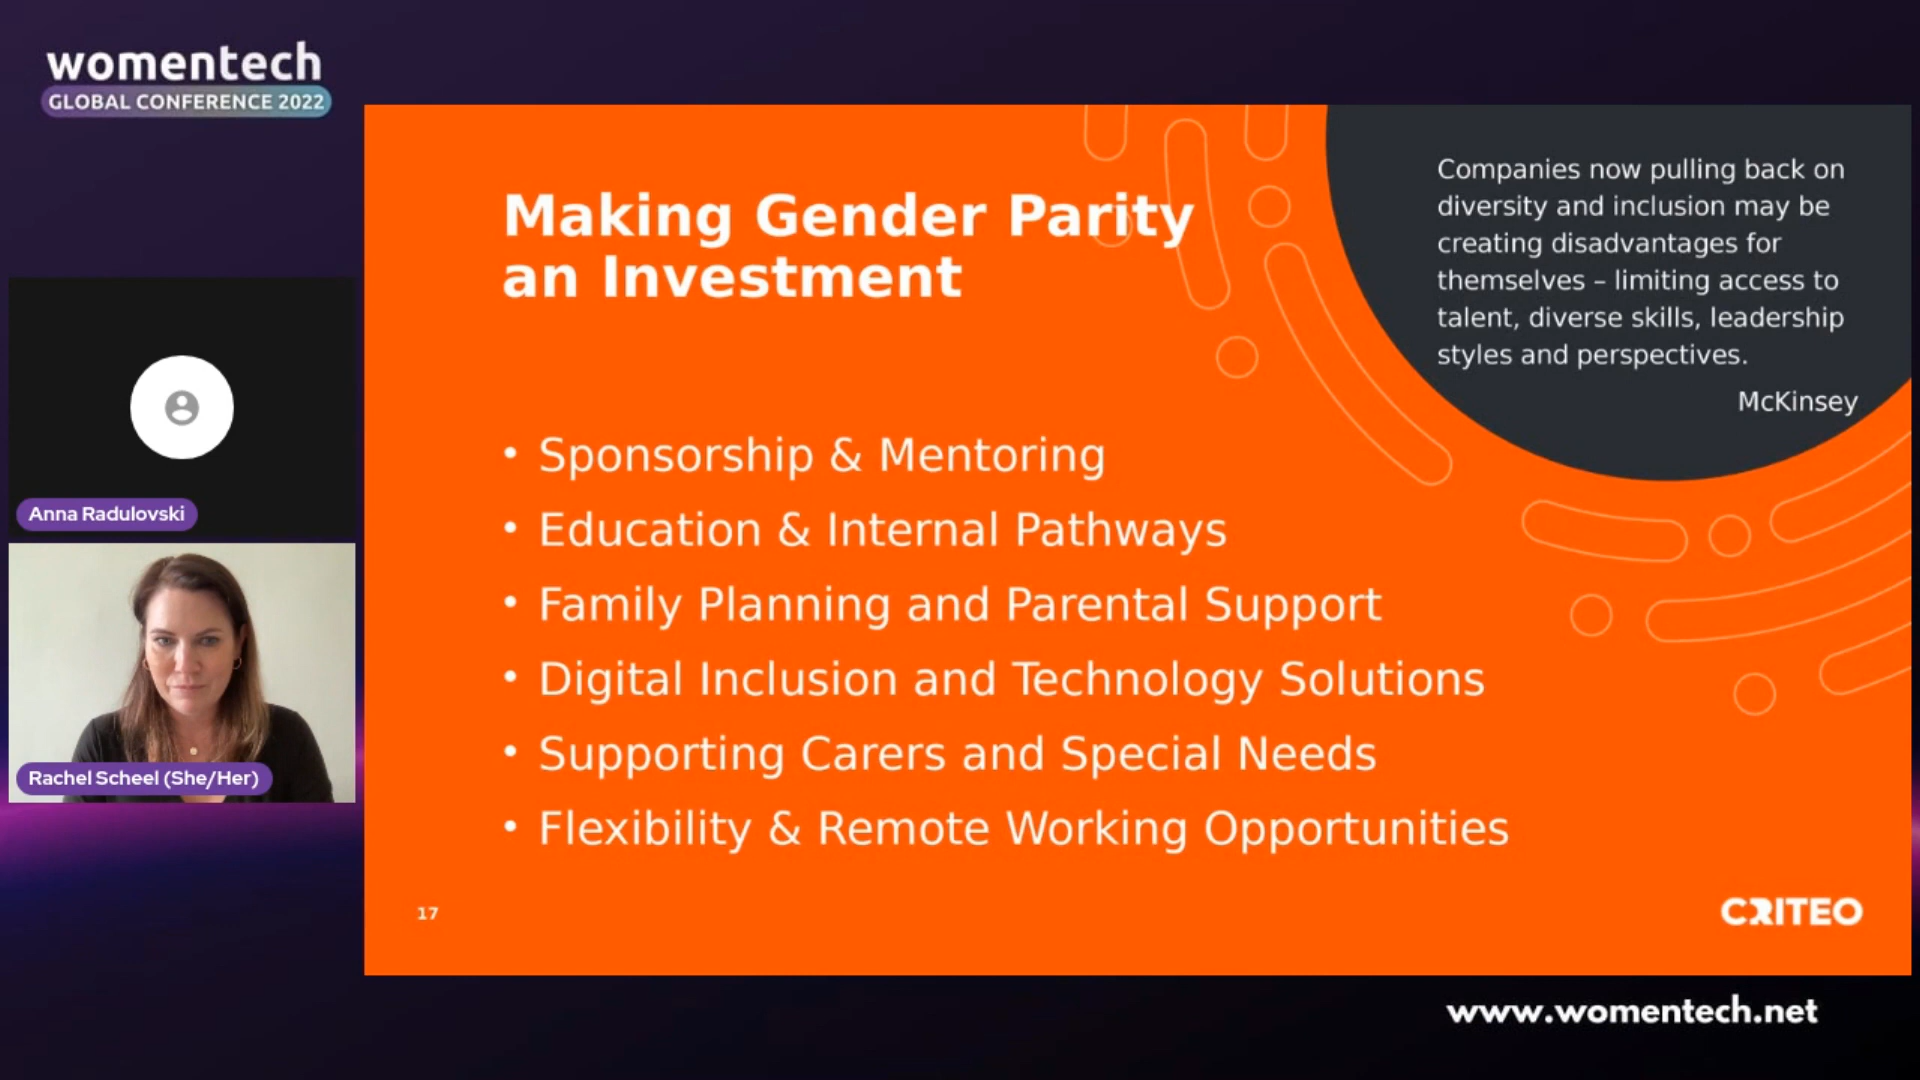 womentech
GLOBAL CONFERENCE 2022
Making Gender Parity
an Investment
Companies now pulling back on
diversity and inclusion may be
creating disadvantages for
themselves – limiting access to
talent, diverse skills, leadership
styles and perspectives.
McKinsey
• Sponsorship & Mentoring
• Education & Internal Pathways
• Family Planning and Parental Support
• Digital Inclusion and Technology Solutions
• Supporting Carers and Special Needs
• Flexibility & Remote Working Opportunities
17
CRITEO
Anna Radulovski
Rachel Scheel (She/Her)
www.womentech.net